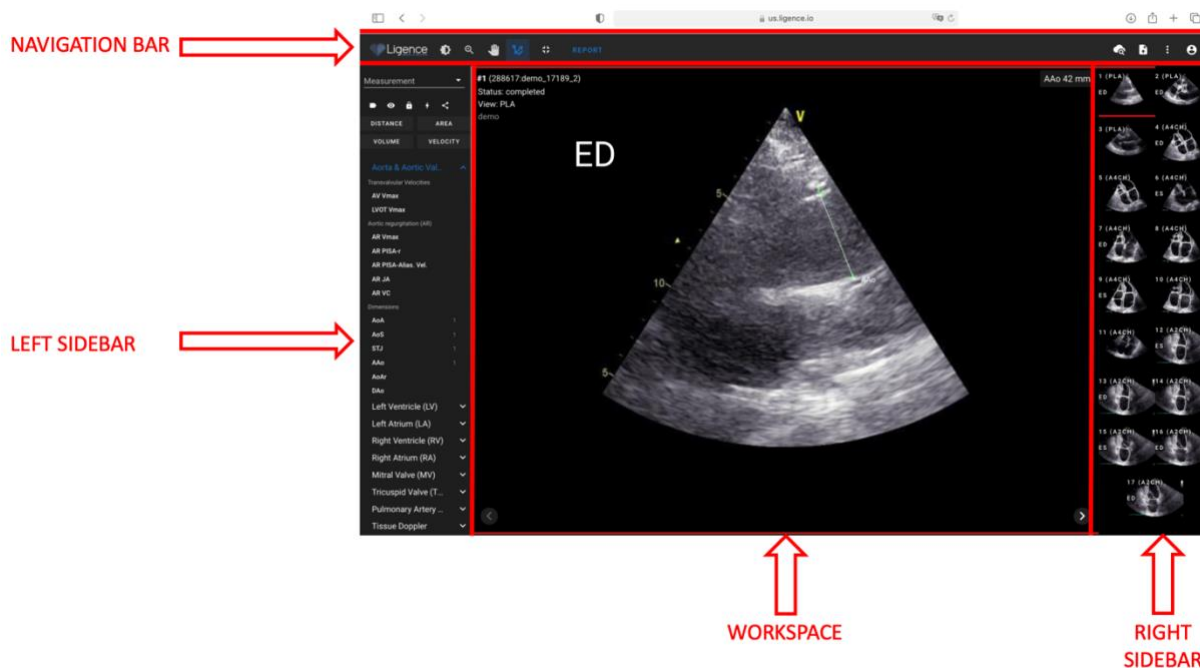 us.ligence.io
NAVIGATION BAR
Ligence
REPORT
Measurement
DISTANCE AREA
VOLUME VELOCITY
Aorta & Aortic Val..
Transvalvular Velocities
AV Vmax
LVOT Vmax
Aortic regurgitation (AR)
AR Vmax
AR PISA-r
AR PISA-Alias. Vel.
AR JA
AR VC
Dimensions
AoA 1
AoS 1
STJ 1
AAo 1
AoAr
DAo
Left Ventricle (LV)
Left Atrium (LA)
Right Ventricle (RV)
Right Atrium (RA)
Mitral Valve (MV)
Tricuspid Valve (T...
Pulmonary Artery ..
Tissue Doppler
LEFT SIDEBAR
#1 (288617:demo_17189_2)
Status: completed
View: PLA
demo
AAo 42 mm
ED
V
5
10
5
1 (PLA) 2 (PLA)
ED
3 (PLA) 4 (A4CH)
ED
5 (A4CH) 6 (A4CH)
ES
7 (A4CH) 8 (A4CH)
ED
9 (A4CH) 10 (A4CH)
ES
11 (A4CH) 12 (A2CH)
ES
13 (A2CH) 14 (A2CH)
ED
15 (A2CH) 16 (A2CH)
ES
17 (A2CH)
ED
WORKSPACE
RIGHT
SIDEBAR